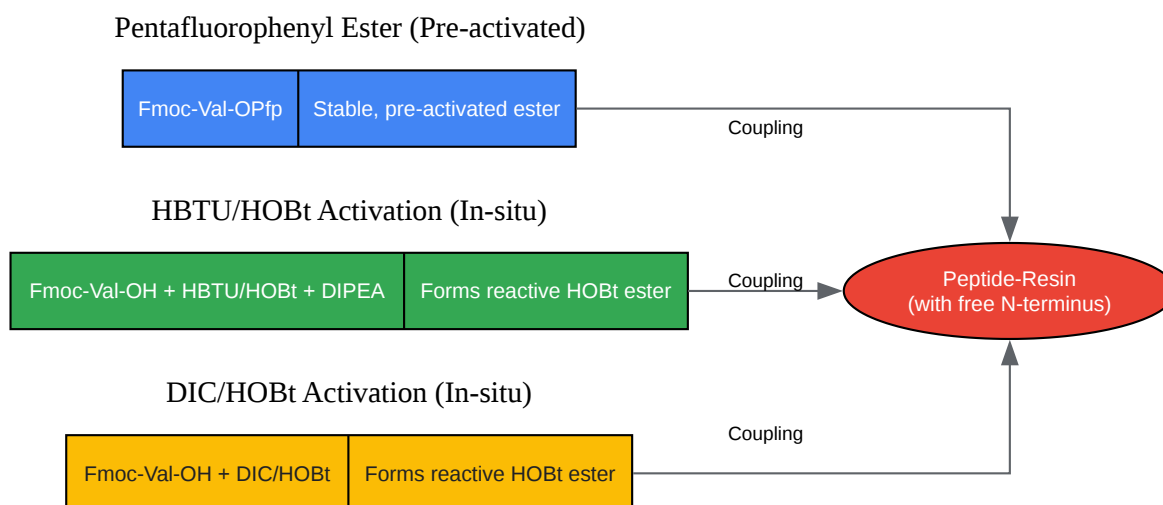 Pentafluorophenyl Ester (Pre-activated)
Fmoc-Val-OPfp
Stable, pre-activated ester
Coupling
HBTU/HOBt Activation (In-situ)
Fmoc-Val-OH + HBTU/HOBt + DIPEA
Forms reactive HOBt ester
Coupling
Peptide-Resin
(with free N-terminus)
DIC/HOBt Activation (In-situ)
Fmoc-Val-OH + DIC/HOBt
Forms reactive HOBt ester
Coupling